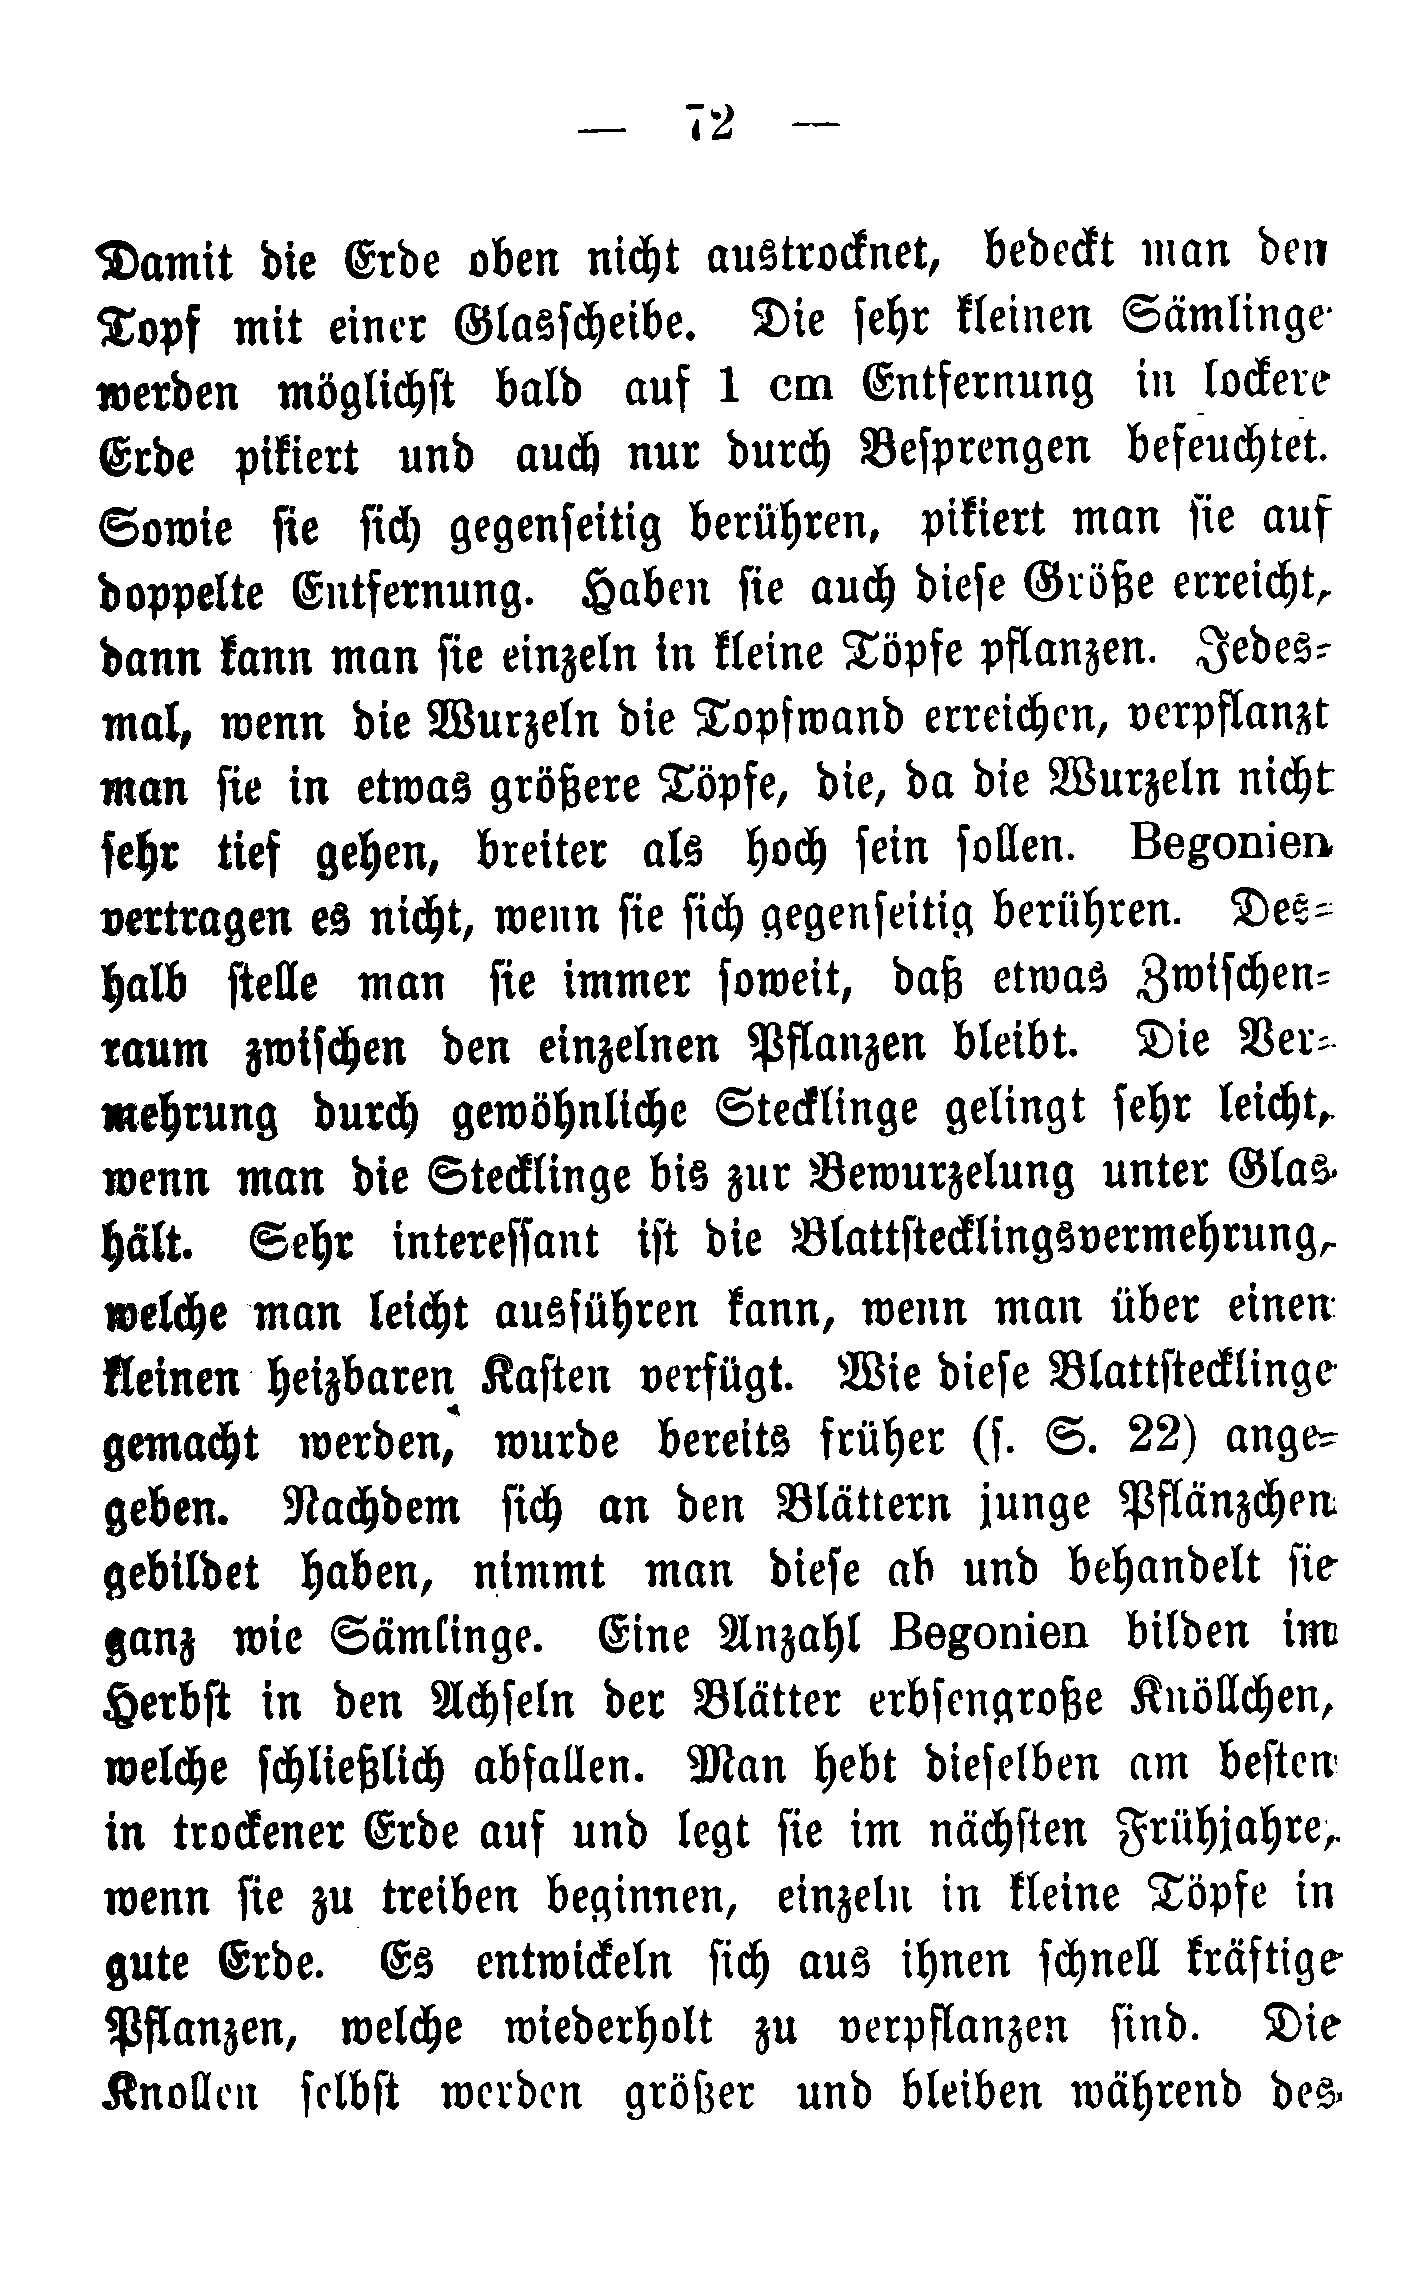 — 72 —
Damit die Erde oben nicht austrocknet, bedeckt man den
Topf mit einer Glasscheibe. Die sehr kleinen Sämlinge
werden möglichst bald auf 1 cm Entfernung in lockere
Erde pikiert und auch nur durch Besprengen befeuchtet.
Sowie sie sich gegenseitig berühren, pikiert man sie auf
doppelte Entfernung. Haben sie auch diese Größe erreicht,
dann kann man sie einzeln in kleine Töpfe pflanzen. Jedes-
mal, wenn die Wurzeln die Topfwand erreichen, verpflanzt
man sie in etwas größere Töpfe, die, da die Wurzeln nicht
sehr tief gehen, breiter als hoch sein sollen. Begonien
vertragen es nicht, wenn sie sich gegenseitig berühren. Des-
halb stelle man sie immer soweit, daß etwas Zwischen-
raum zwischen den einzelnen Pflanzen bleibt. Die Ver-
mehrung durch gewöhnliche Stecklinge gelingt sehr leicht,
wenn man die Stecklinge bis zur Bewurzelung unter Glas
hält. Sehr interessant ist die Blattstecklingsvermehrung,
welche man leicht ausführen kann, wenn man über einen
kleinen heizbaren Kasten verfügt. Wie diese Blattstecklinge
gemacht werden, wurde bereits früher (s. S. 22) ange-
geben. Nachdem sich an den Blättern junge Pflänzchen
gebildet haben, nimmt man diese ab und behandelt sie
ganz wie Sämlinge. Eine Anzahl Begonien bilden im
Herbst in den Achseln der Blätter erbsengroße Knöllchen,
welche schließlich abfallen. Man hebt dieselben am besten
in trockener Erde auf und legt sie im nächsten Frühjahre,
wenn sie zu treiben beginnen, einzeln in kleine Töpfe in
gute Erde. Es entwickeln sich aus ihnen schnell kräftige
Pflanzen, welche wiederholt zu verpflanzen sind. Die
Knollen selbst werden größer und bleiben während des